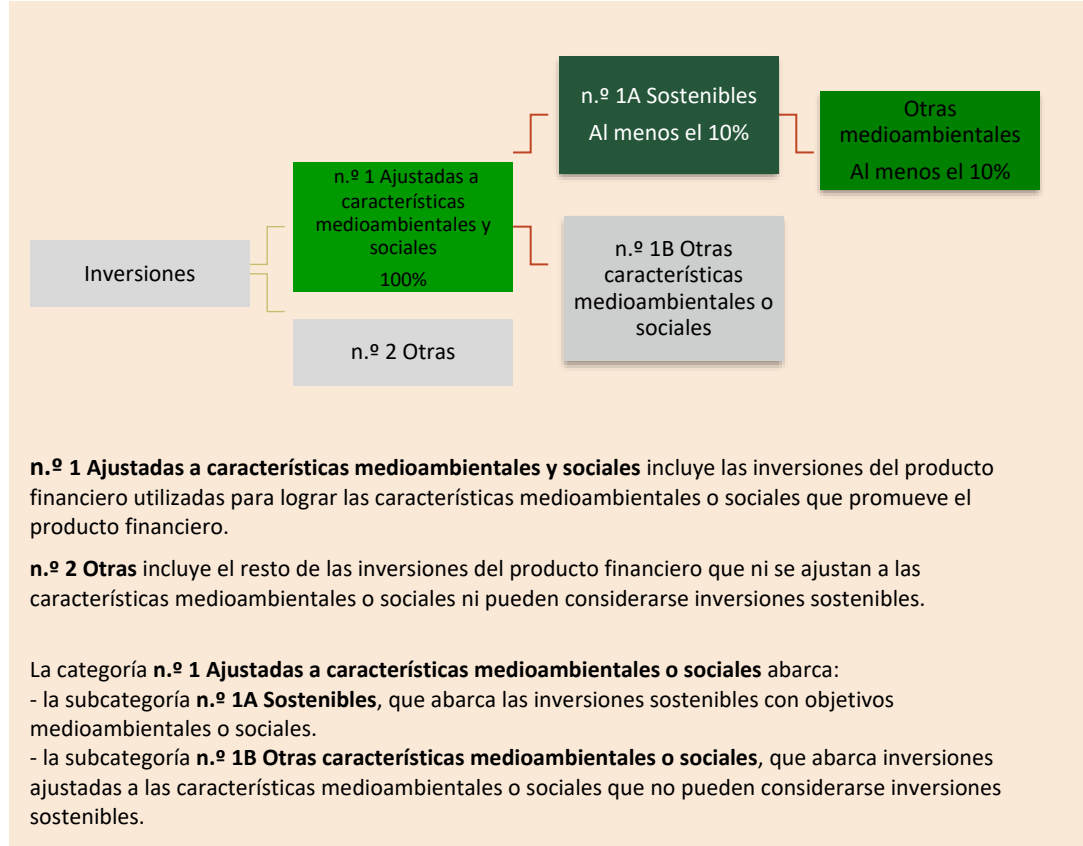 n.º 1A Sostenibles
Al menos el 10%
Otras
medioambientales
Al menos el 10%
n.º 1 Ajustadas a
características
medioambientales y
sociales
100%
Inversiones
n.º 1B Otras
características
medioambientales o
sociales
n.º 2 Otras
n.º 1 Ajustadas a características medioambientales y sociales incluye las inversiones del producto
financiero utilizadas para lograr las características medioambientales o sociales que promueve el
producto financiero.
n.º 2 Otras incluye el resto de las inversiones del producto financiero que ni se ajustan a las
características medioambientales o sociales ni pueden considerarse inversiones sostenibles.
La categoría n.º 1 Ajustadas a características medioambientales o sociales abarca:
- la subcategoría n.º 1A Sostenibles, que abarca las inversiones sostenibles con objetivos
medioambientales o sociales.
- la subcategoría n.º 1B Otras características medioambientales o sociales, que abarca inversiones
ajustadas a las características medioambientales o sociales que no pueden considerarse inversiones
sostenibles.